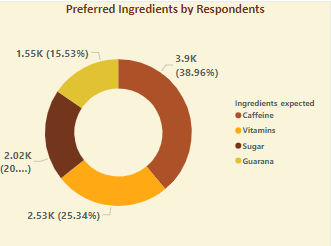 Preferred Ingredients by Respondents
1.55K (15.53%)
3.9K
(38.96%)
Ingredients expected
Caffeine
Vitamins
Sugar
Guarana
2.02K
(20....)
2.53K (25.34%)